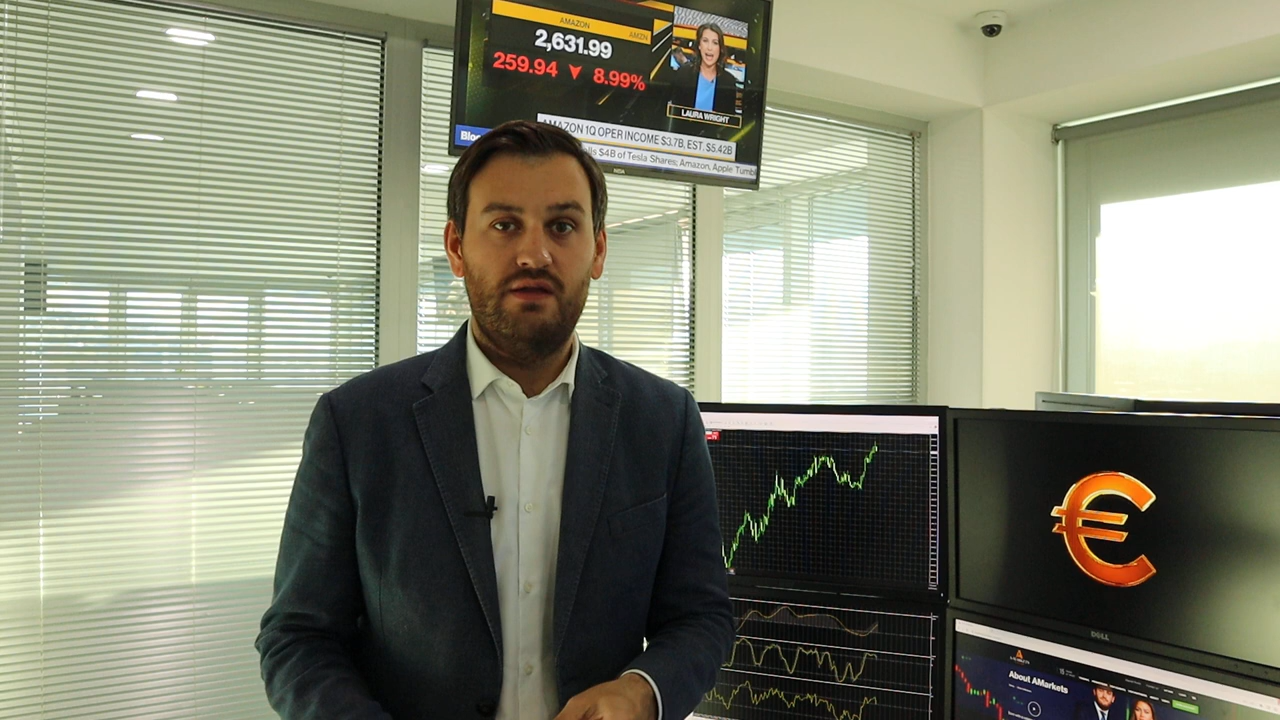 AMAZON
AMZN
2,631.99
259.94 ▼ 8.99%
LAURA WRIGHT
AMAZON 1Q OPER INCOME $3.7B, EST. $5.42B
lls $4B of Tesla Shares; Amazon, Apple Tumbl
€
DELL
About AMarkets